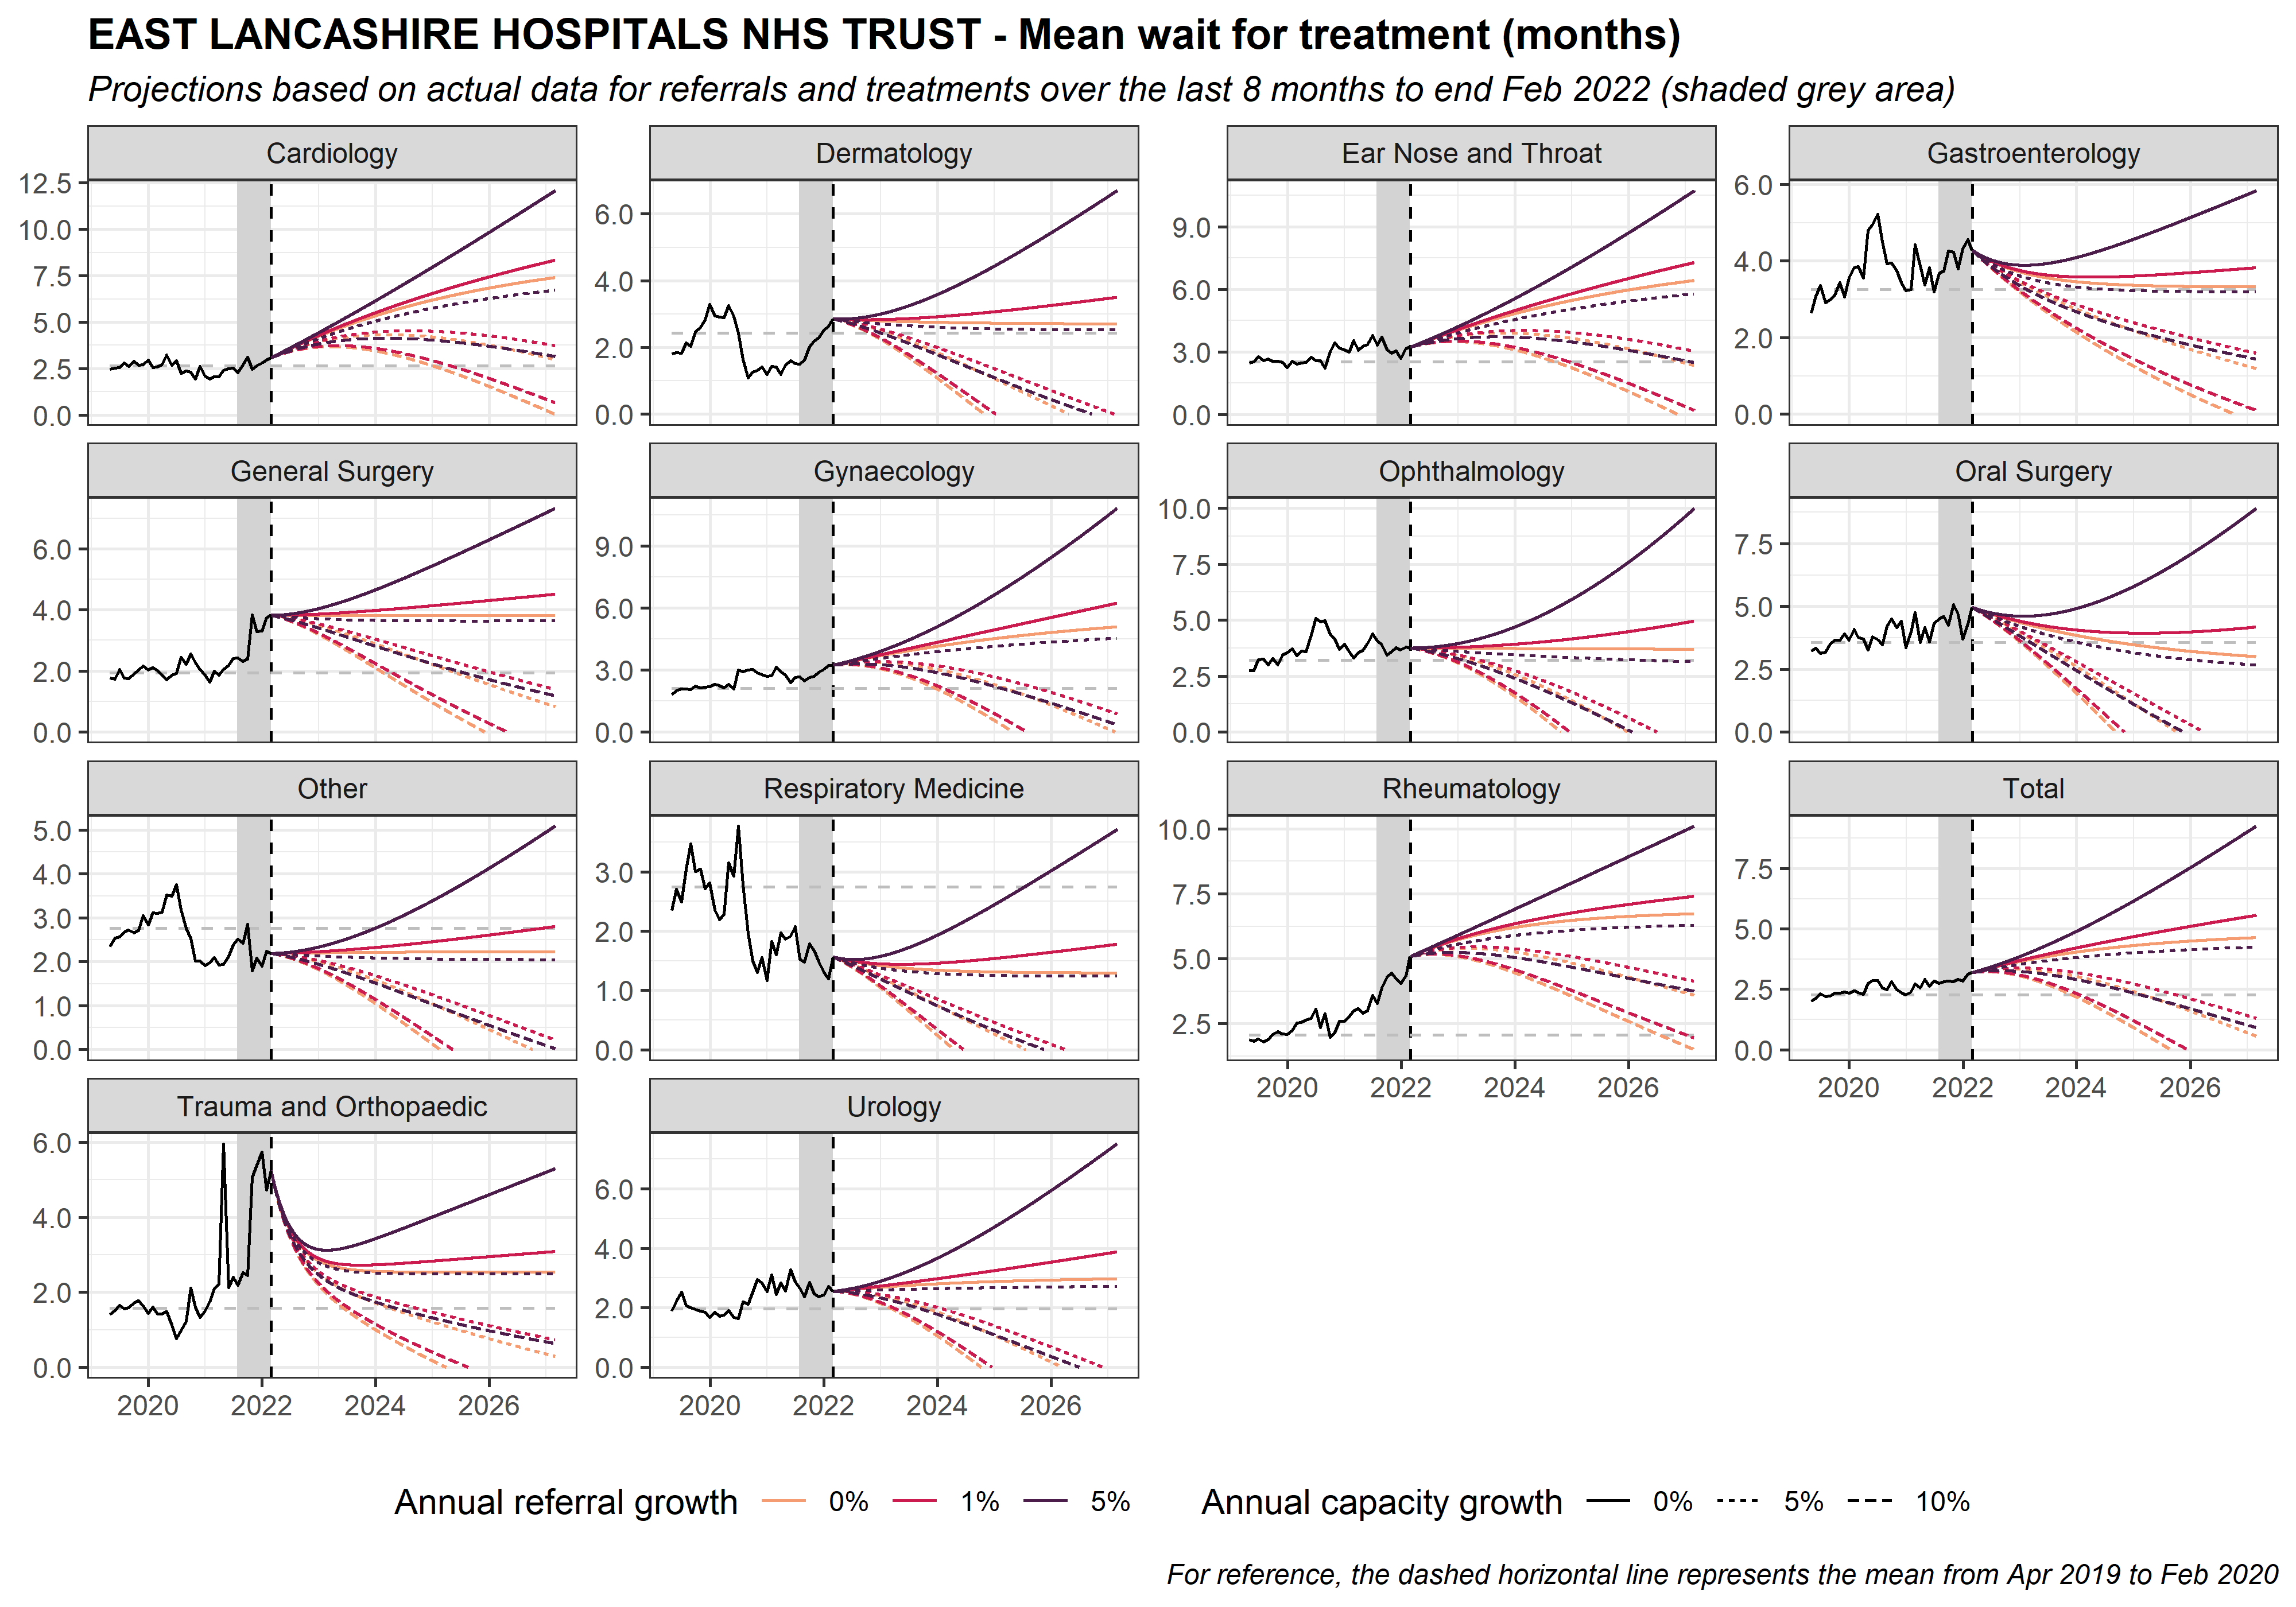 EAST LANCASHIRE HOSPITALS NHS TRUST - Mean wait for treatment (months)
Projections based on actual data for referrals and treatments over the last 8 months to end Feb 2022 (shaded grey area)
Cardiology
12.5
10.0
7.5
5.0
2.5
0.0
Dermatology
6.0
4.0
2.0
0.0
Ear Nose and Throat
9.0
6.0
3.0
0.0
Gastroenterology
6.0
4.0
2.0
0.0
General Surgery
6.0
4.0
2.0
0.0
Gynaecology
9.0
6.0
3.0
0.0
Ophthalmology
10.0
7.5
5.0
2.5
0.0
Oral Surgery
7.5
5.0
2.5
0.0
Other
5.0
4.0
3.0
2.0
1.0
0.0
Respiratory Medicine
3.0
2.0
1.0
0.0
Rheumatology
10.0
7.5
5.0
2.5
2020 2022 2024 2026
Total
7.5
5.0
2.5
0.0
2020 2022 2024 2026
Trauma and Orthopaedic
6.0
4.0
2.0
0.0
2020 2022 2024 2026
Urology
6.0
4.0
2.0
0.0
2020 2022 2024 2026
Annual referral growth 0% 1% 5% Annual capacity growth 0% 5% 10%
For reference, the dashed horizontal line represents the mean from Apr 2019 to Feb 2020